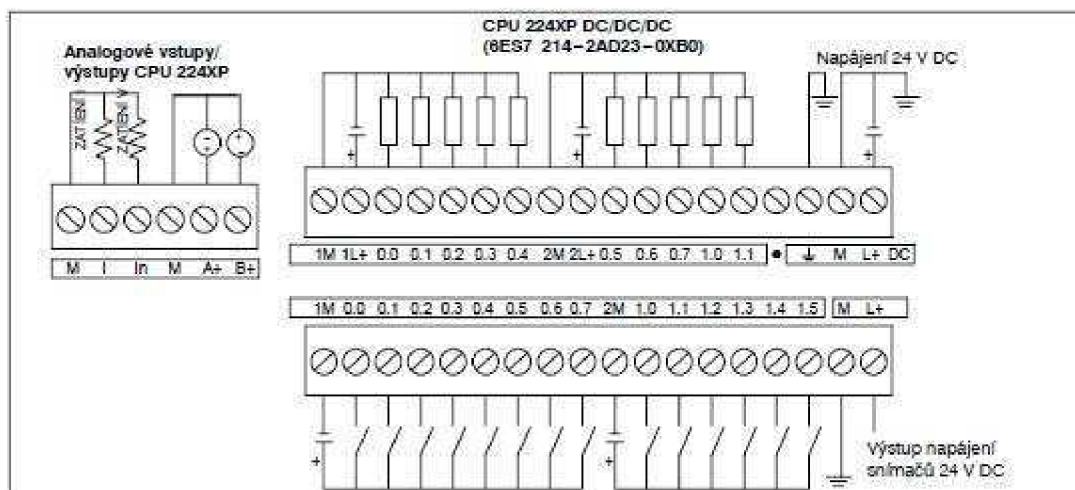 CPU 224XP DC/DC/DC
(6ES7 214-2AD23-0XB0)
Analogové vstupy/
výstupy CPU 224XP
Napájení 24 V DC
M I In M A+ B+
1M 1L+ 0.0 0.1 0.2 0.3 0.4 2M 2L+ 0.5 0.6 0.7 1.0 1.1 M L+ DC
1M 0.0 0.1 0.2 0.3 0.4 0.5 0.6 0.7 2M 1.0 1.1 1.2 1.3 1.4 1.5 M L+
Výstup napájení
snímačů 24 V DC